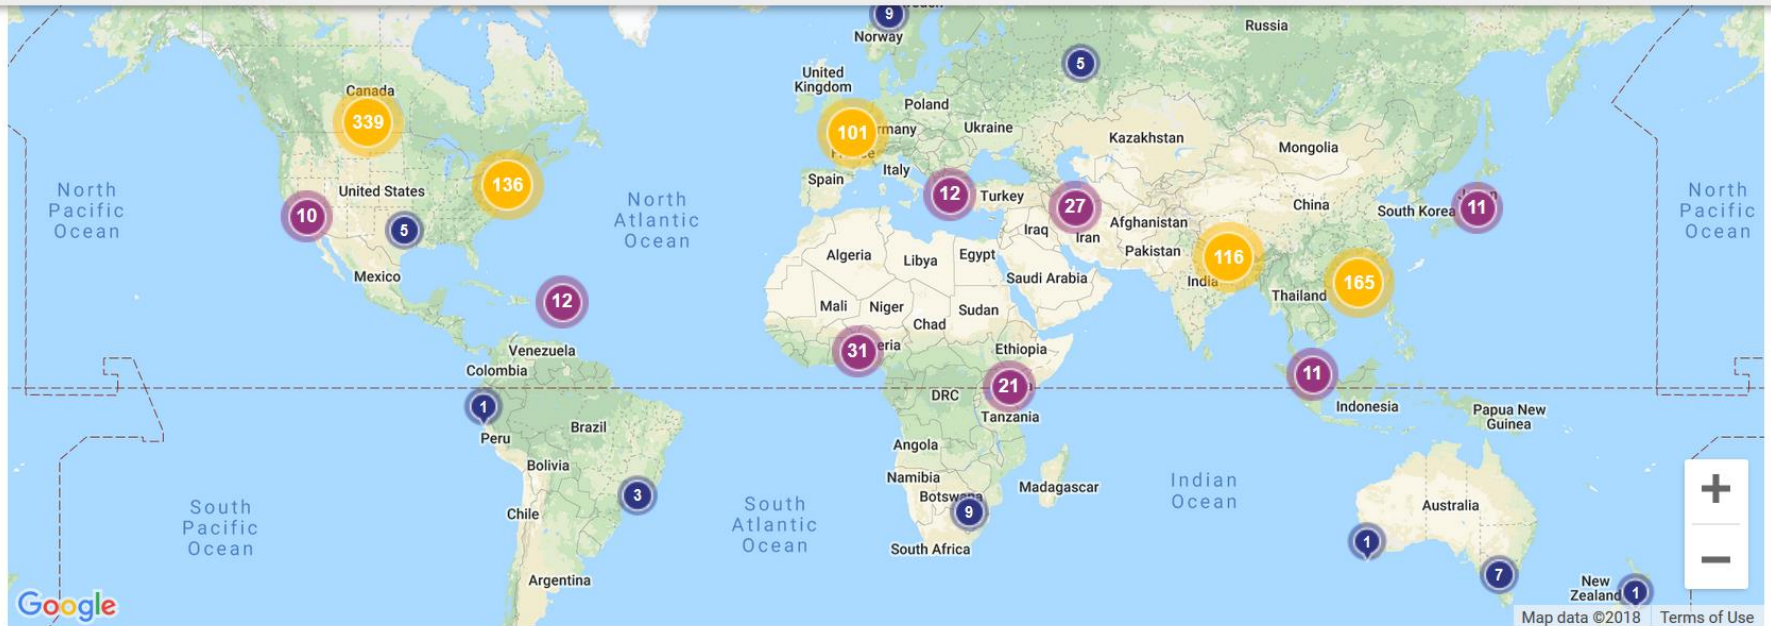 9
Norway
Russia
5
United
Kingdom
Canada
339
Poland
101
rmany
Ukraine
Kazakhstan
Mongolia
Italy
Spain
136
United States
12
Turkey
27
10
5
North
Pacific
Ocean
North
Atlantic
Ocean
Iraq
Iran
Afghanistan
Pakistan
China
South Korea
11
North
Pacific
Ocean
Mexico
Algeria
Libya
Egypt
Saudi Arabia
116
India
165
Thailand
12
Mali
Niger
Chad
Sudan
Venezuela
Colombia
31
eria
Ethiopia
21
11
DRC
Tanzania
Indonesia
Papua New
Guinea
1
Peru
Brazil
Angola
Bolivia
Namibia
Botswana
Madagascar
Indian
Ocean
3
9
Australia
South
Pacific
Ocean
Chile
South
Atlantic
Ocean
South Africa
1
7
Argentina
New
Zealand
1
+
−
Google
Map data ©2018
Terms of Use